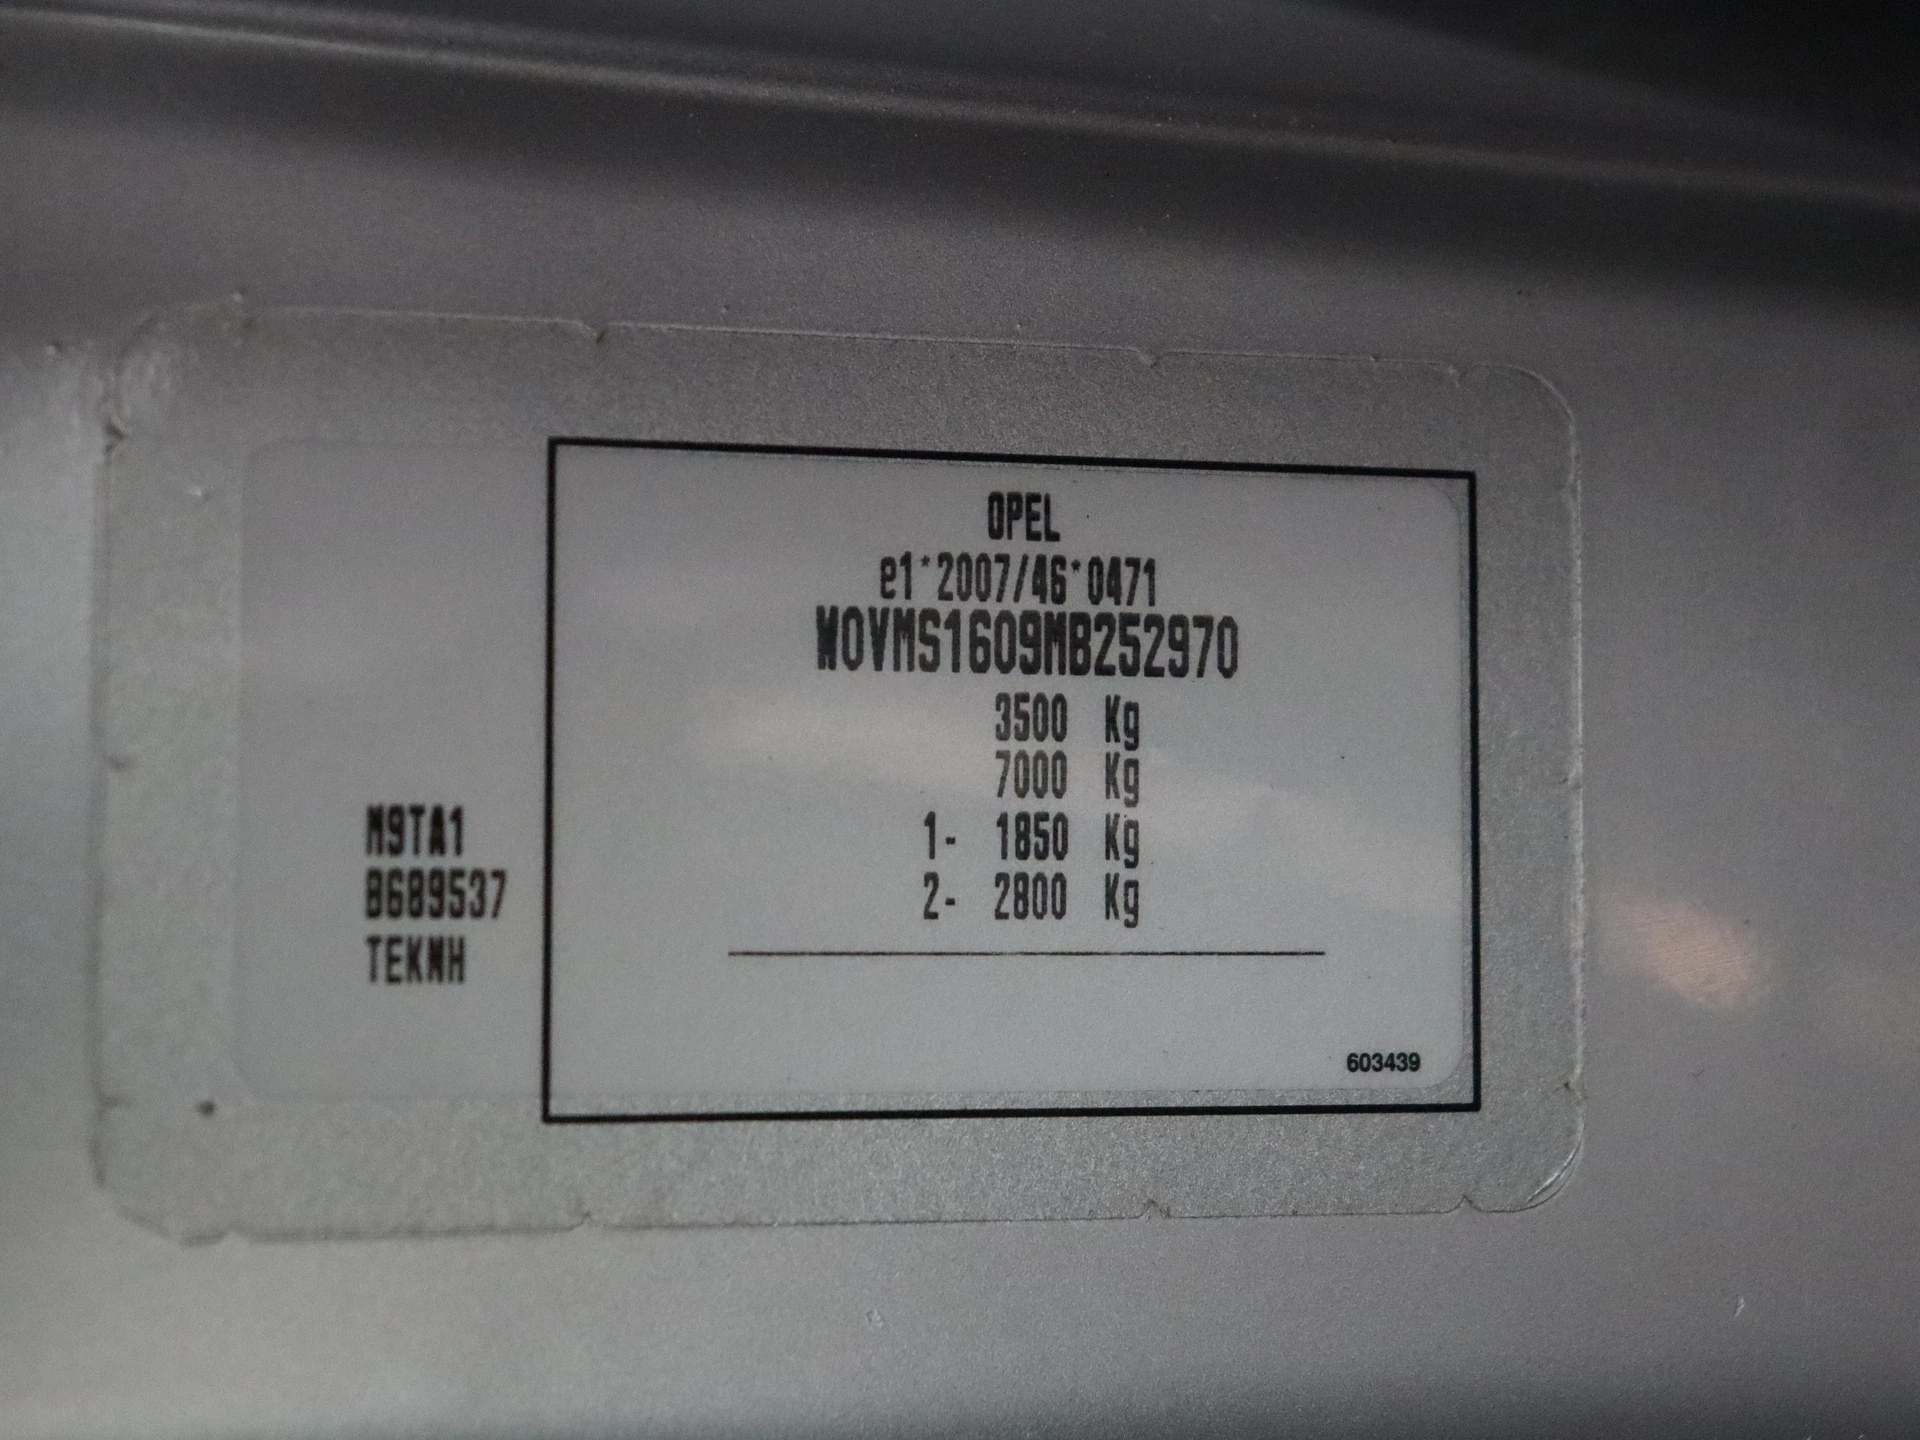 OPEL
e1*2007/46*0471
W0VMS1609MB252970
3500 Kg
7000 Kg
1- 1850 Kg
2- 2800 Kg
M9TA1
B689537
TEKNH
603439